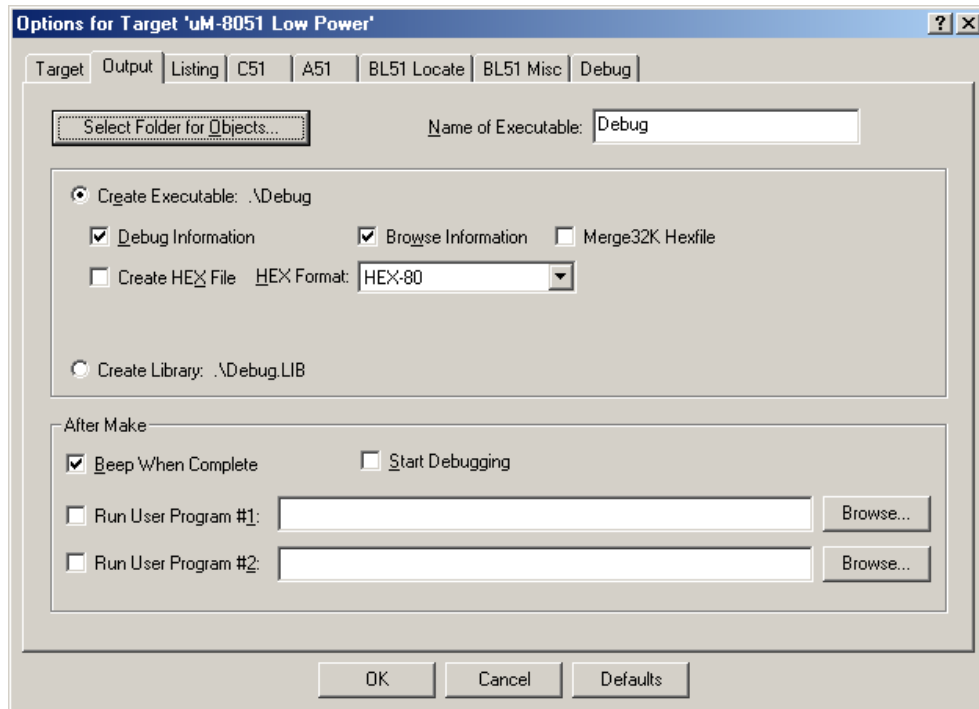 Options for Target 'uM-8051 Low Power'
Target Output Listing C51 A51 BL51 Locate BL51 Misc Debug
Select Folder for Objects... Name of Executable: Debug
Create Executable: .\Debug
Debug Information Browse Information Merge32K Hexfile
Create HEX File HEX Format: HEX-80
Create Library: .\Debug.LIB
After Make
Beep When Complete Start Debugging
Run User Program #1: Browse...
Run User Program #2: Browse...
OK Cancel Defaults